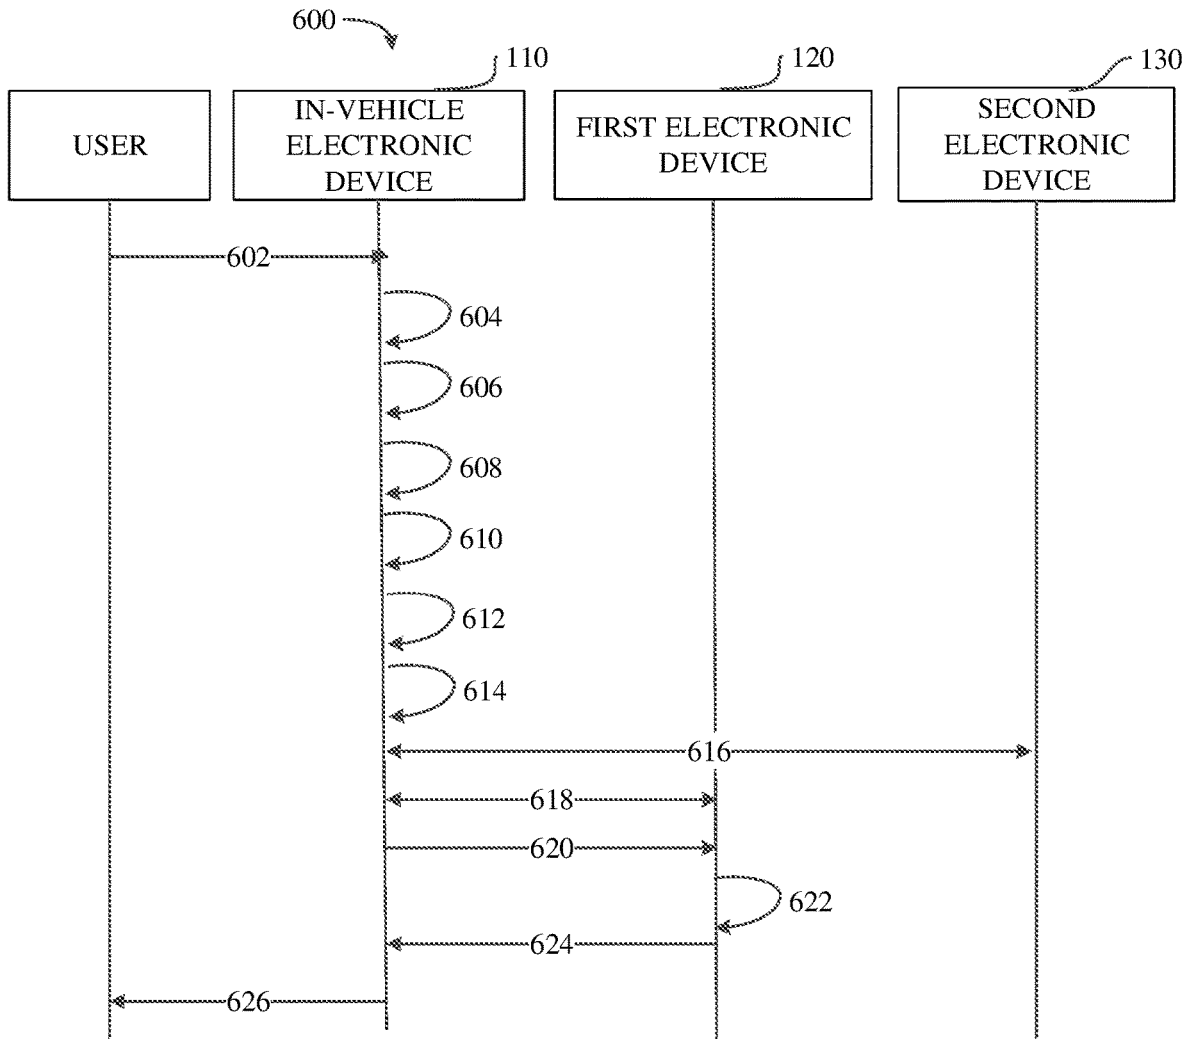 600
110
120
130
USER
IN-VEHICLE
ELECTRONIC
DEVICE
FIRST ELECTRONIC
DEVICE
SECOND
ELECTRONIC
DEVICE
602
604
606
608
610
612
614
616
618
620
622
624
626